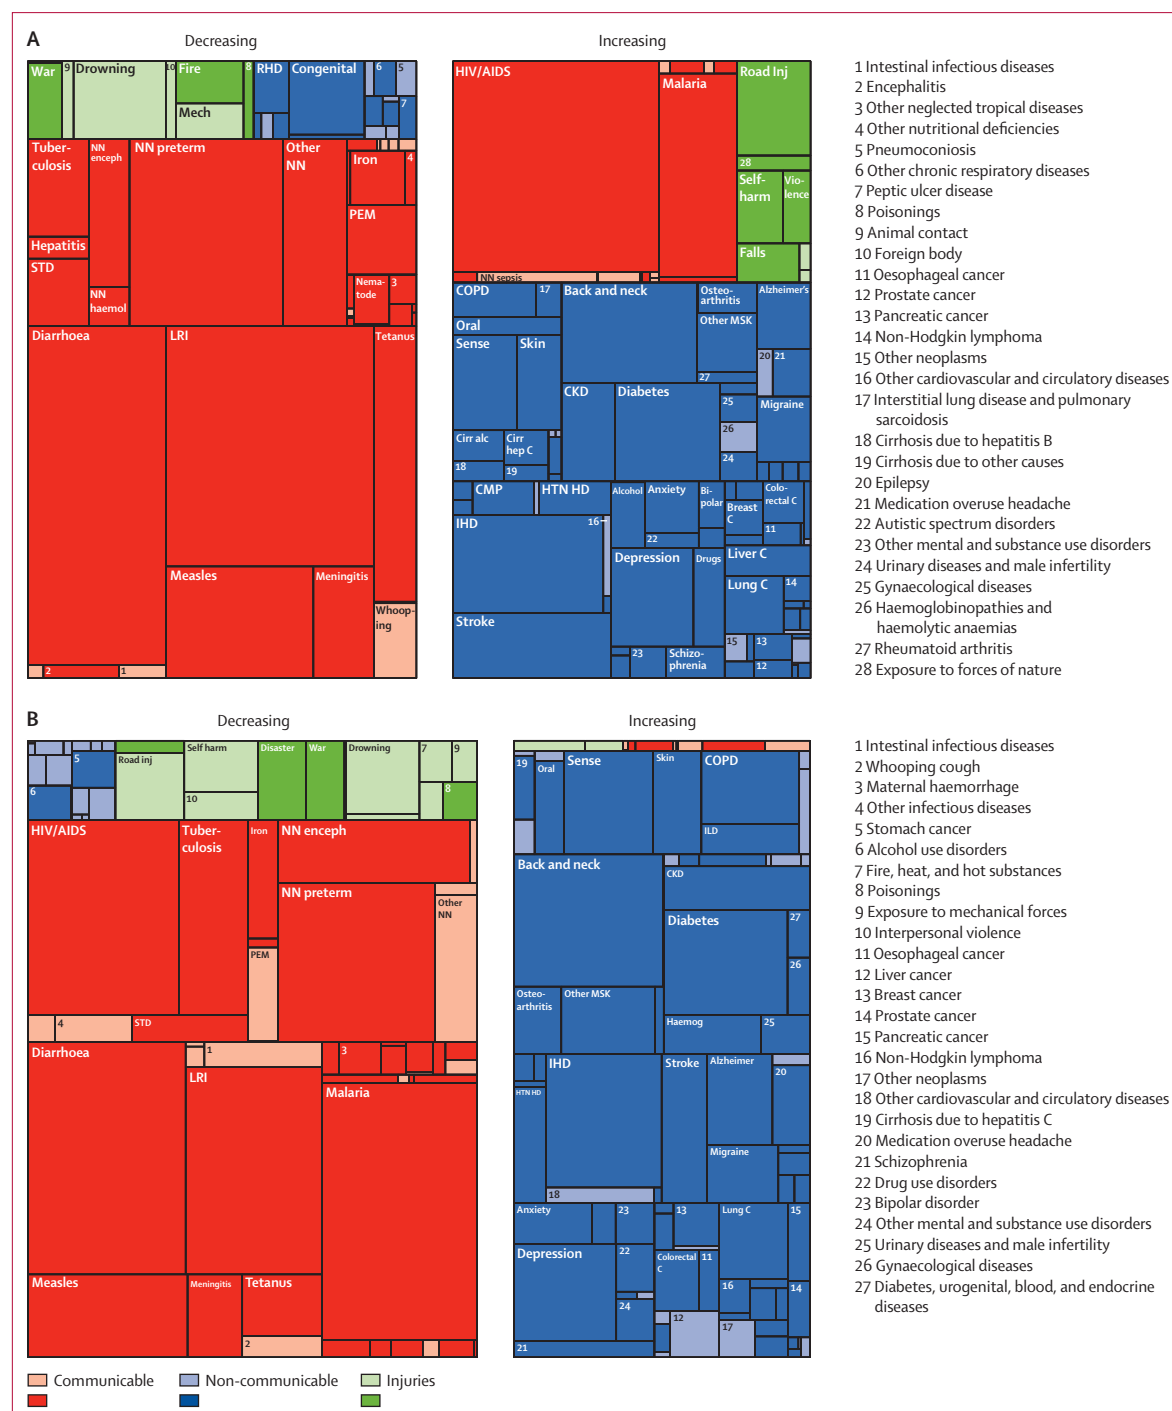 A
Decreasing
Increasing
War
9
Drowning
10
Fire
8
RHD
Congenital
6
5
7
Mech
Tuber-
culosis
NN
enceph
NN preterm
Other
NN
Iron
4
PEM
Hepatitis
STD
NN
haemol
Nema-
tode
3
Diarrhoea
LRI
Tetanus
Measles
Meningitis
Whoop-
ing
2
1
HIV/AIDS
Malaria
Road Inj
28
Self-
harm
Vio-
lence
Falls
NN sepsis
COPD
17
Back and neck
Osteo-
arthritis
Alzheimer's
Oral
Other MSK
Sense
Skin
20
21
27
CKD
Diabetes
25
Migraine
26
Cirr alc
Cirr
hep C
24
18
19
CMP
HTN HD
Alcohol
Anxiety
Bi-
polar
Breast
C
Colo-
rectal C
IHD
16
22
11
Depression
Drugs
Liver C
Lung C
14
Stroke
15
13
23
Schizo-
phrenia
12
1 Intestinal infectious diseases
2 Encephalitis
3 Other neglected tropical diseases
4 Other nutritional deficiencies
5 Pneumoconiosis
6 Other chronic respiratory diseases
7 Peptic ulcer disease
8 Poisonings
9 Animal contact
10 Foreign body
11 Oesophageal cancer
12 Prostate cancer
13 Pancreatic cancer
14 Non-Hodgkin lymphoma
15 Other neoplasms
16 Other cardiovascular and circulatory diseases
17 Interstitial lung disease and pulmonary
sarcoidosis
18 Cirrhosis due to hepatitis B
19 Cirrhosis due to other causes
20 Epilepsy
21 Medication overuse headache
22 Autistic spectrum disorders
23 Other mental and substance use disorders
24 Urinary diseases and male infertility
25 Gynaecological diseases
26 Haemoglobinopathies and
haemolytic anaemias
27 Rheumatoid arthritis
28 Exposure to forces of nature
B
Decreasing
Increasing
5
6
Road inj
Self harm
10
Disaster
War
Drowning
7
9
8
HIV/AIDS
Tuber-
culosis
Iron
NN enceph
NN preterm
Other
NN
PEM
4
STD
Diarrhoea
1
3
LRI
Malaria
Measles
Meningitis
Tetanus
2
19
Oral
Sense
Skin
COPD
ILD
Back and neck
CKD
Diabetes
27
26
Osteo-
arthritis
Other MSK
Haemog
25
IHD
Stroke
Alzheimer
20
HTN HD
Migraine
18
Anxiety
23
13
Lung C
15
Depression
22
Colorectal
C
11
16
14
24
12
17
21
1 Intestinal infectious diseases
2 Whooping cough
3 Maternal haemorrhage
4 Other infectious diseases
5 Stomach cancer
6 Alcohol use disorders
7 Fire, heat, and hot substances
8 Poisonings
9 Exposure to mechanical forces
10 Interpersonal violence
11 Oesophageal cancer
12 Liver cancer
13 Breast cancer
14 Prostate cancer
15 Pancreatic cancer
16 Non-Hodgkin lymphoma
17 Other neoplasms
18 Other cardiovascular and circulatory diseases
19 Cirrhosis due to hepatitis C
20 Medication overuse headache
21 Schizophrenia
22 Drug use disorders
23 Bipolar disorder
24 Other mental and substance use disorders
25 Urinary diseases and male infertility
26 Gynaecological diseases
27 Diabetes, urogenital, blood, and endocrine
diseases
Communicable
Non-communicable
Injuries